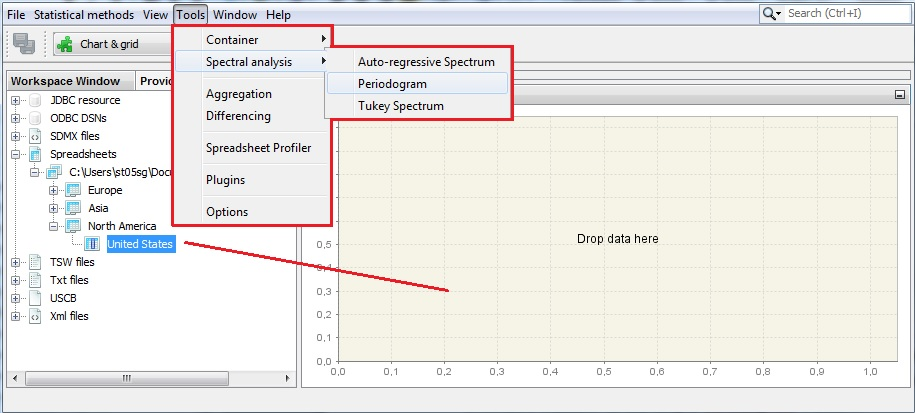 File Statistical methods View Tools Window Help Search (Ctrl+I)
Chart & grid
Container
Spectral analysis
Aggregation
Differencing
Spreadsheet Profiler
Plugins
Options
Auto-regressive Spectrum
Periodogram
Tukey Spectrum
Workspace Window Provid
JDBC resource
ODBC DSNs
SDMX files
Spreadsheets
C:\Users\st05sg\Docu
Europe
Asia
North America
United States
TSW files
Txt files
USCB
Xml files
Drop data here
0,5
0,4
0,3
0,2
0,1
0,0
0,0 0,1 0,2 0,3 0,4 0,5 0,6 0,7 0,8 0,9 1,0